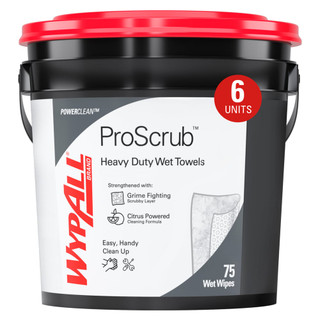 POWERCLEAN™
6
UNITS
ProScrub™
Heavy Duty Wet Towels
Strengthened with:
Grime Fighting
Scrubby Layer
Citrus Powered
Cleaning Formula
Easy, Handy
Clean Up
75
Wet Wipes
WYPALL
BRAND